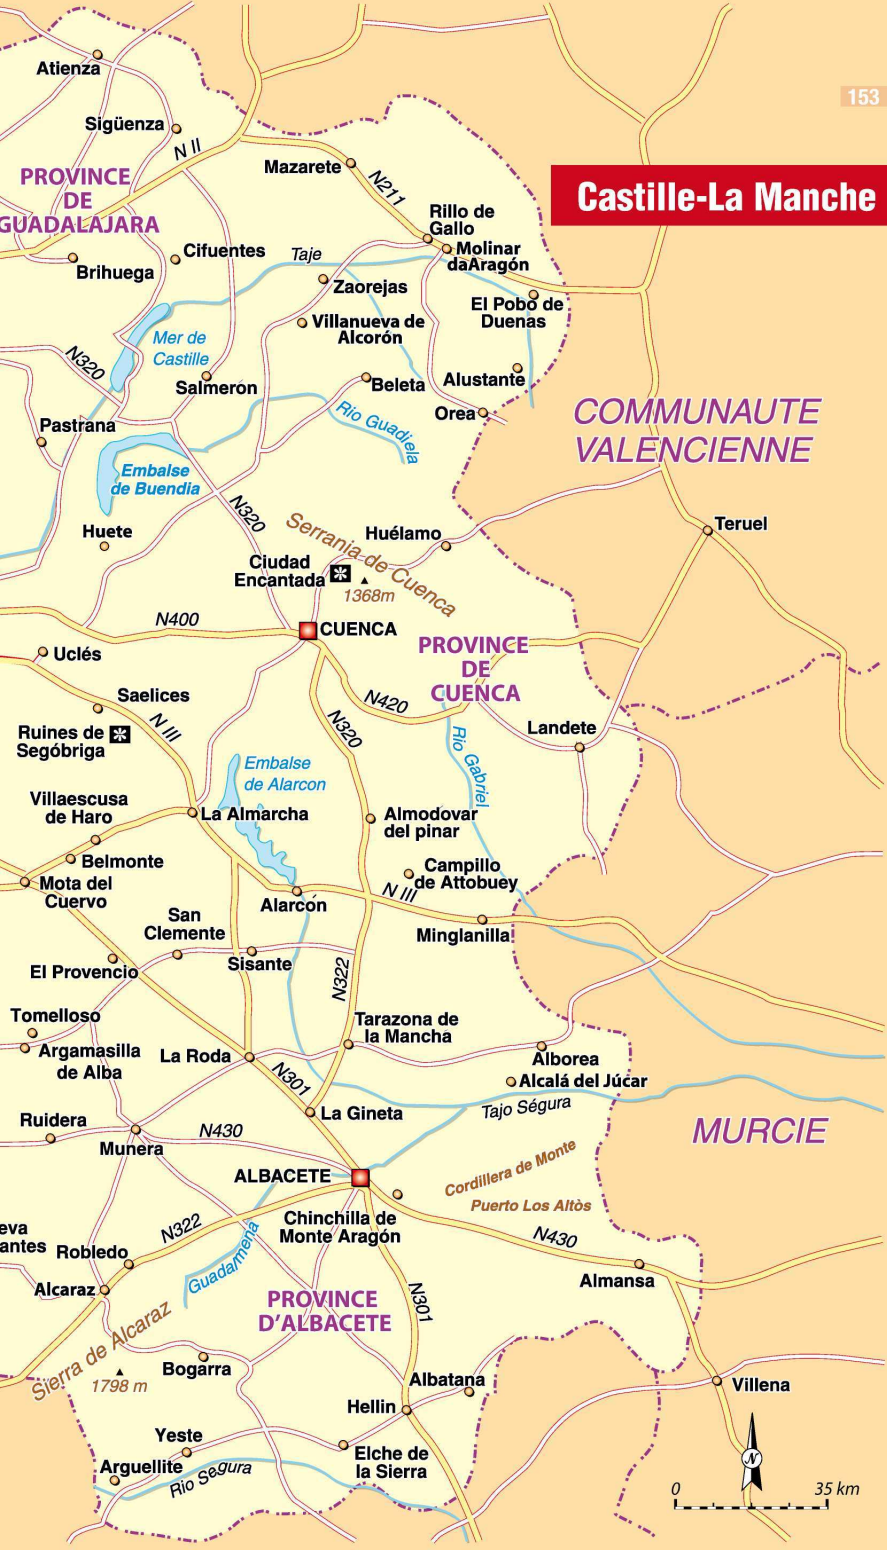 Atienza
153
Sigüenza
N II
Mazarete
PROVINCE
DE
GUADALAJARA
N211
Castille-La Manche
Rillo de
Gallo
Cifuentes
Taje
Molinar
daAragón
Brihuega
Zaorejas
El Pobo de
Duenas
Villanueva de
Alcorón
Mer de
Castille
N320
Salmerón
Beleta
Alustante
Orea
COMMUNAUTE
VALENCIENNE
Pastrana
Rio Guadiela
Embalse
de Buendia
N320
Serrania de Cuenca
Teruel
Huete
Huélamo
Ciudad
Encantada
1368m
N400
CUENCA
PROVINCE
DE
CUENCA
Uclés
Saelices
N420
N III
N320
Landete
Ruines de
Segóbriga
Rio Gabriel
Embalse
de Alarcon
Villaescusa
de Haro
La Almarcha
Almodovar
del pinar
Belmonte
Campillo
de Attobuey
Mota del
Cuervo
N III
Alarcón
San
Clemente
Minglanilla
El Provencio
Sisante
N322
Tomelloso
Tarazona de
la Mancha
Argamasilla
de Alba
La Roda
Alborea
N301
Alcalá del Júcar
La Gineta
Tajo Ségura
Ruidera
N430
MURCIE
Munera
Cordillera de Monte
ALBACETE
Puerto Los Altòs
Chinchilla de
Monte Aragón
N322
N430
eva
antes
Robledo
Guadarmena
Almansa
Alcaraz
PROVINCE
D'ALBACETE
N301
Sierra de Alcaraz
Bogarra
1798 m
Albatana
Villena
Hellin
Yeste
Elche de
la Sierra
Arguellite
Rio Segura
N
0
35 km